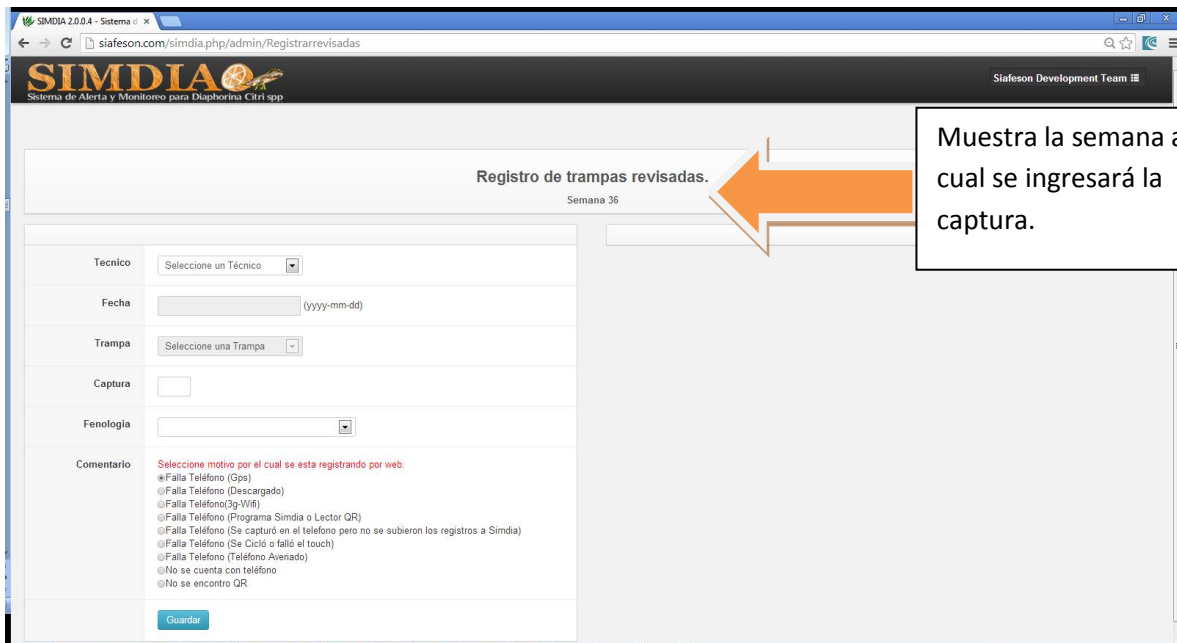 SIMDIA 2.0.0.4 - Sistema d
siafeson.com/simdia.php/admin/Registrarrevisadas
SIMDIA
Sistema de Alerta y Monitoreo para Diaphorina Citri spp
Siafeson Development Team
Muestra la semana a
cual se ingresará la
captura.
Registro de trampas revisadas.
Semana 36
Tecnico
Seleccione un Técnico
Fecha
(yyyy-mm-dd)
Trampa
Seleccione una Trampa
Captura
Fenologia
Comentario
Seleccione motivo por el cual se esta registrando por web:
Falla Teléfono (Gps)
Falla Teléfono (Descargado)
Falla Teléfono(3g-Wifi)
Falla Teléfono (Programa Simdia o Lector QR)
Falla Teléfono (Se capturó en el telefono pero no se subieron los registros a Simdia)
Falla Teléfono (Se Cicló o falló el touch)
Falla Telefono (Teléfono Averiado)
No se cuenta con teléfono
No se encontro QR
Guardar